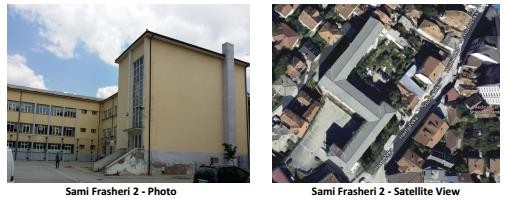 Sami Frasheri 2 - Photo
Sami Frasheri 2 - Satellite View